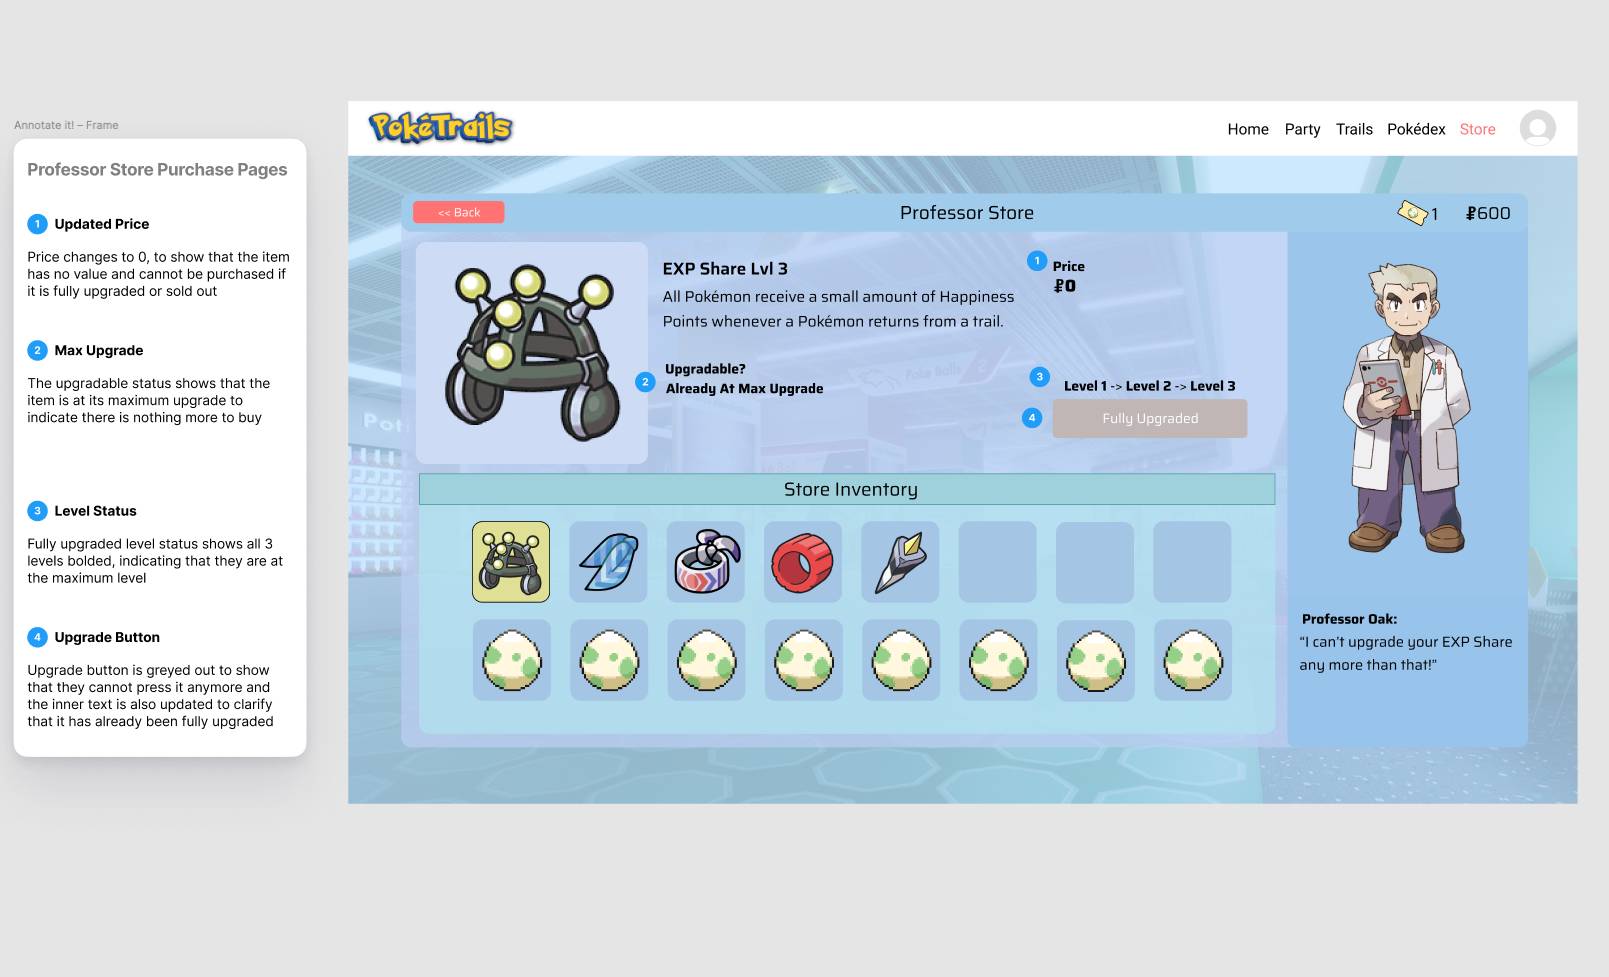 Annotate it! – Frame
Professor Store Purchase Pages
1 Updated Price
Price changes to 0, to show that the item
has no value and cannot be purchased if
it is fully upgraded or sold out
2 Max Upgrade
The upgradable status shows that the
item is at its maximum upgrade to
indicate there is nothing more to buy
3 Level Status
Fully upgraded level status shows all 3
levels bolded, indicating that they are at
the maximum level
4 Upgrade Button
Upgrade button is greyed out to show
that they cannot press it anymore and
the inner text is also updated to clarify
that it has already been fully upgraded
PokéTrails
Home Party Trails Pokédex Store
<< Back
Professor Store
1 ₽600
EXP Share Lvl 3
All Pokémon receive a small amount of Happiness
Points whenever a Pokémon returns from a trail.
1 Price
₽0
2 Upgradable?
Already At Max Upgrade
3 Level 1 -> Level 2 -> Level 3
4 Fully Upgraded
Poke Balls 2
Poti
Store Inventory
Professor Oak:
“I can’t upgrade your EXP Share
any more than that!”